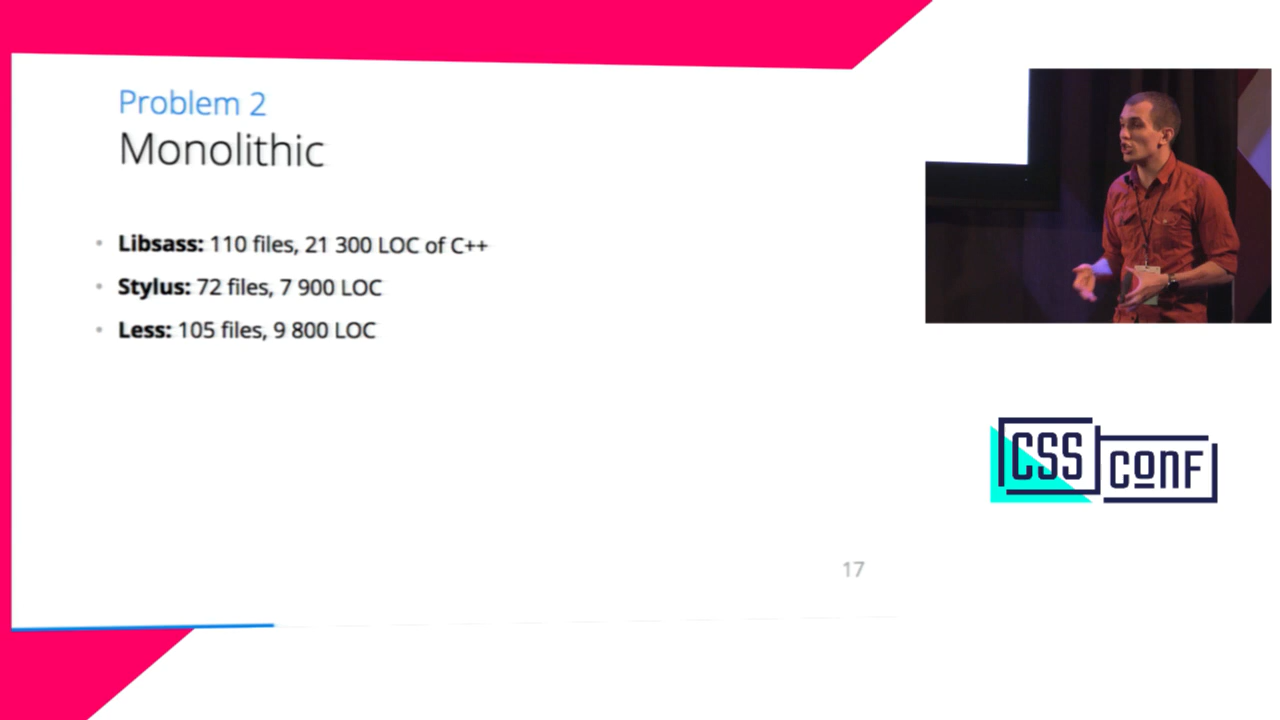 Problem 2
Monolithic
Libsass: 110 files, 21 300 LOC of C++
Stylus: 72 files, 7 900 LOC
Less: 105 files, 9 800 LOC
17
CSS conf